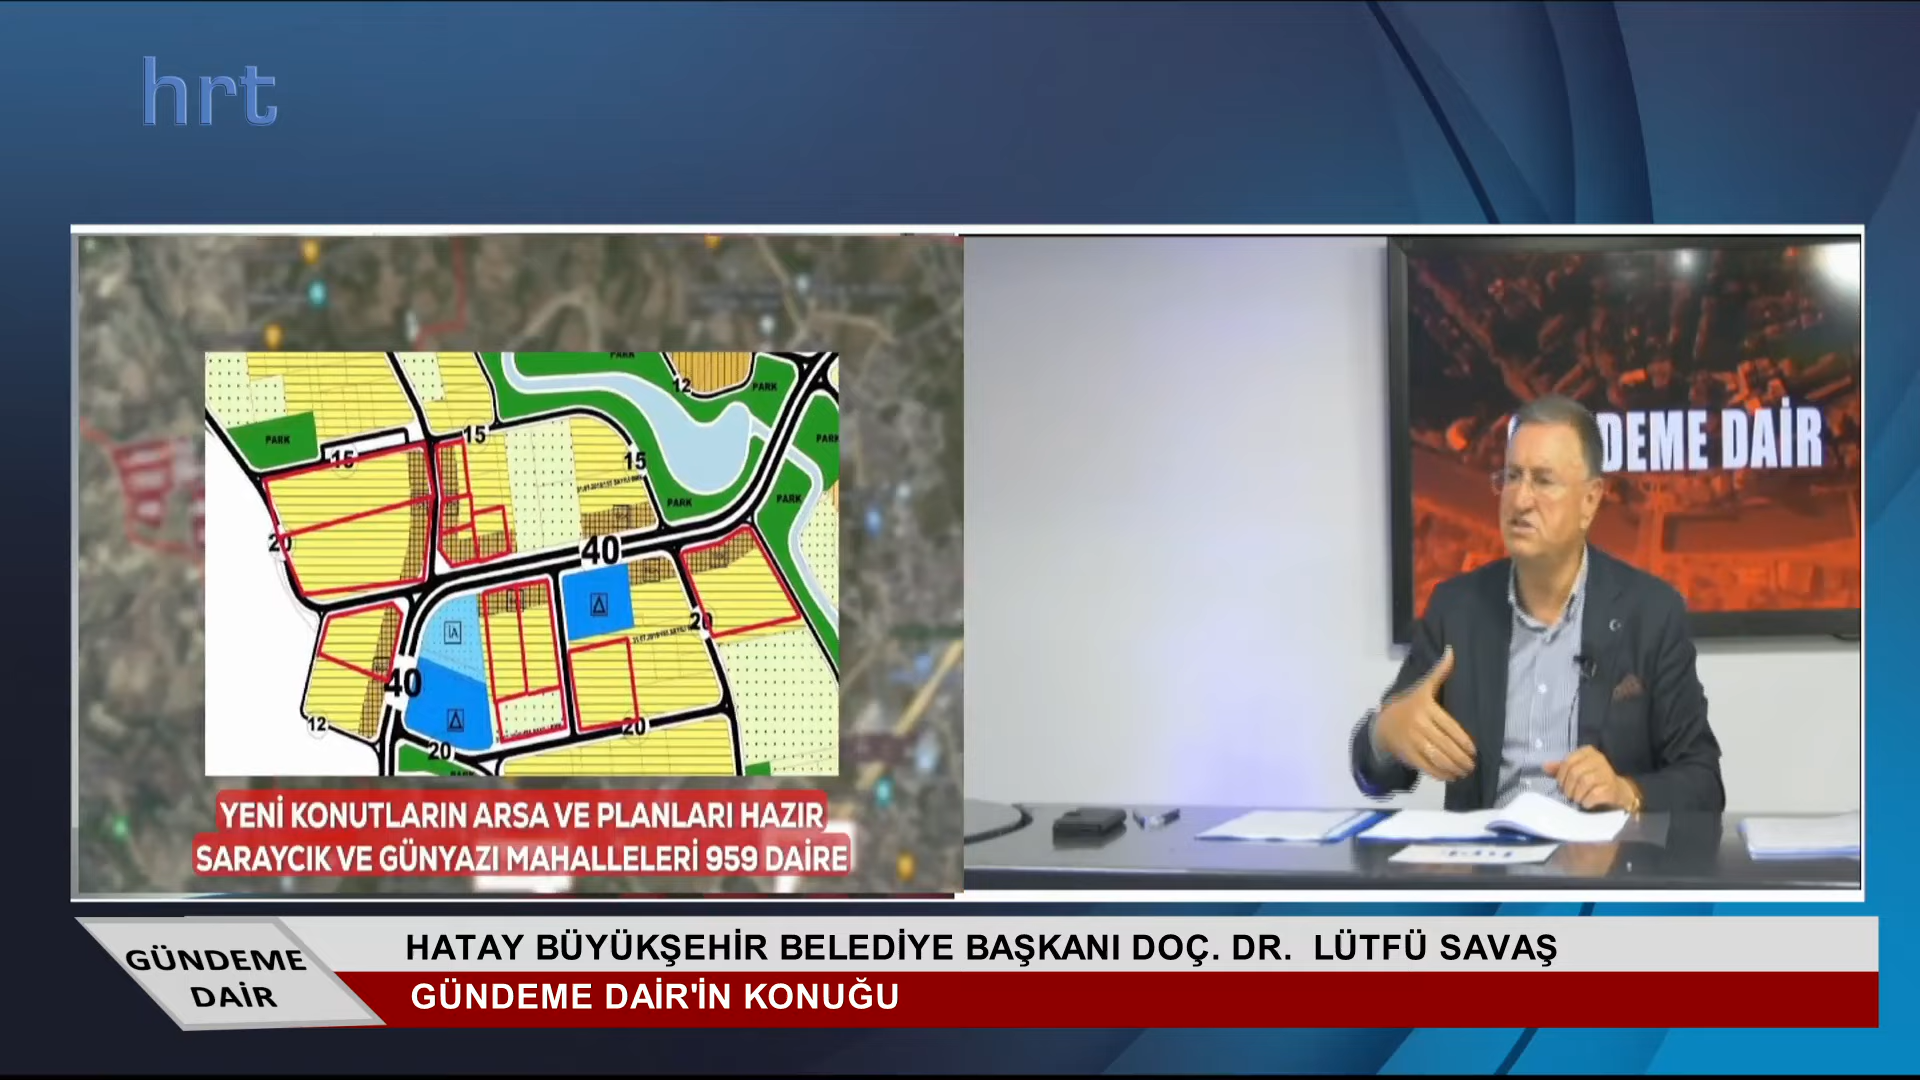 hrt
PARK
12
PARK
15
PARK
PARK
15
15
PARK
PARK
20
40
20
İA
40
12
20
20
PARK
YENİ KONUTLARIN ARSA VE PLANLARI HAZIR
SARAYCIK VE GÜNYAZI MAHALLELERİ 959 DAİRE
DEME DAİR
GÜNDEME
DAİR
HATAY BÜYÜKŞEHİR BELEDİYE BAŞKANI DOÇ. DR. LÜTFÜ SAVAŞ
GÜNDEME DAİR'İN KONUĞU